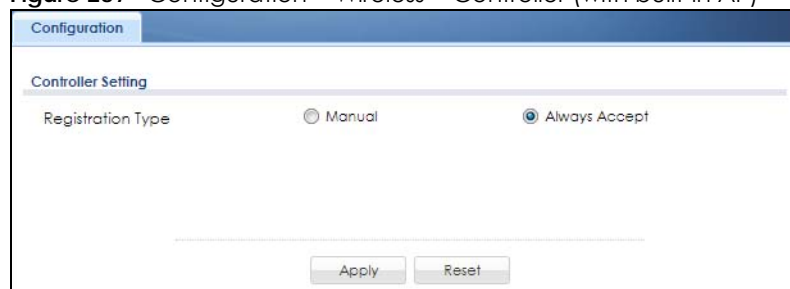 Configuration
Controller Setting
Registration Type Manual Always Accept
Apply Reset